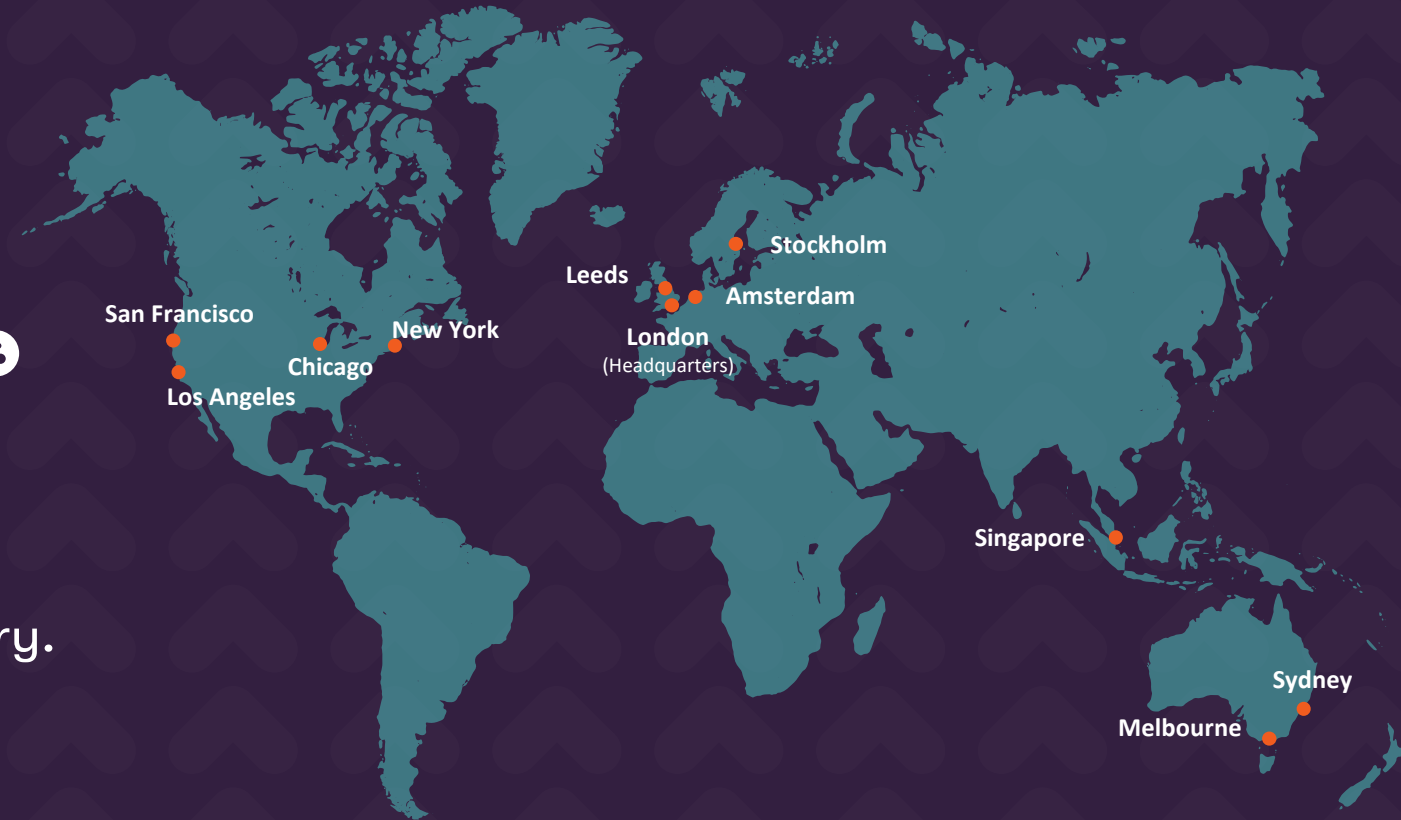 Stockholm
Leeds
Amsterdam
San Francisco
New York
London
(Headquarters)
Chicago
Los Angeles
Singapore
ry.
Sydney
Melbourne